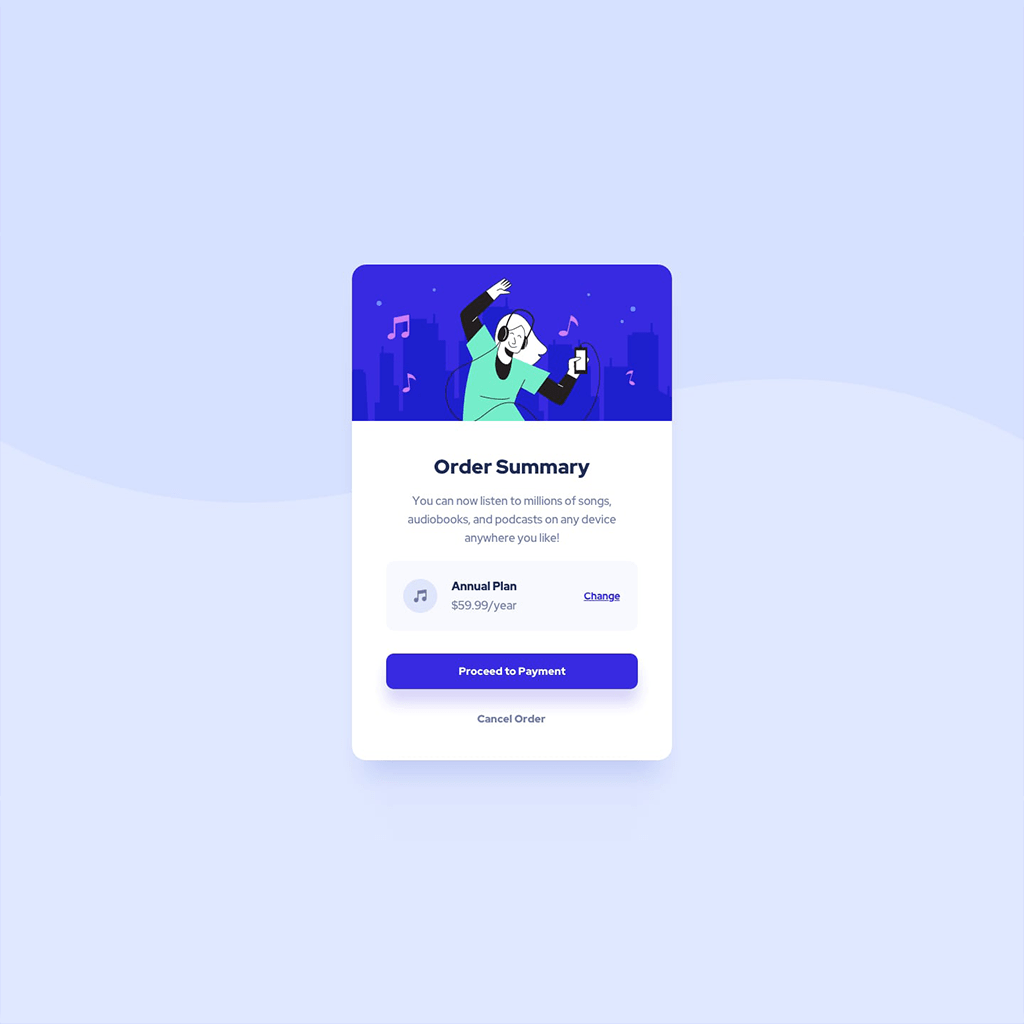 Order Summary
You can now listen to millions of songs,
audiobooks, and podcasts on any device
anywhere you like!
Annual Plan
$59.99/year
Change
Proceed to Payment
Cancel Order